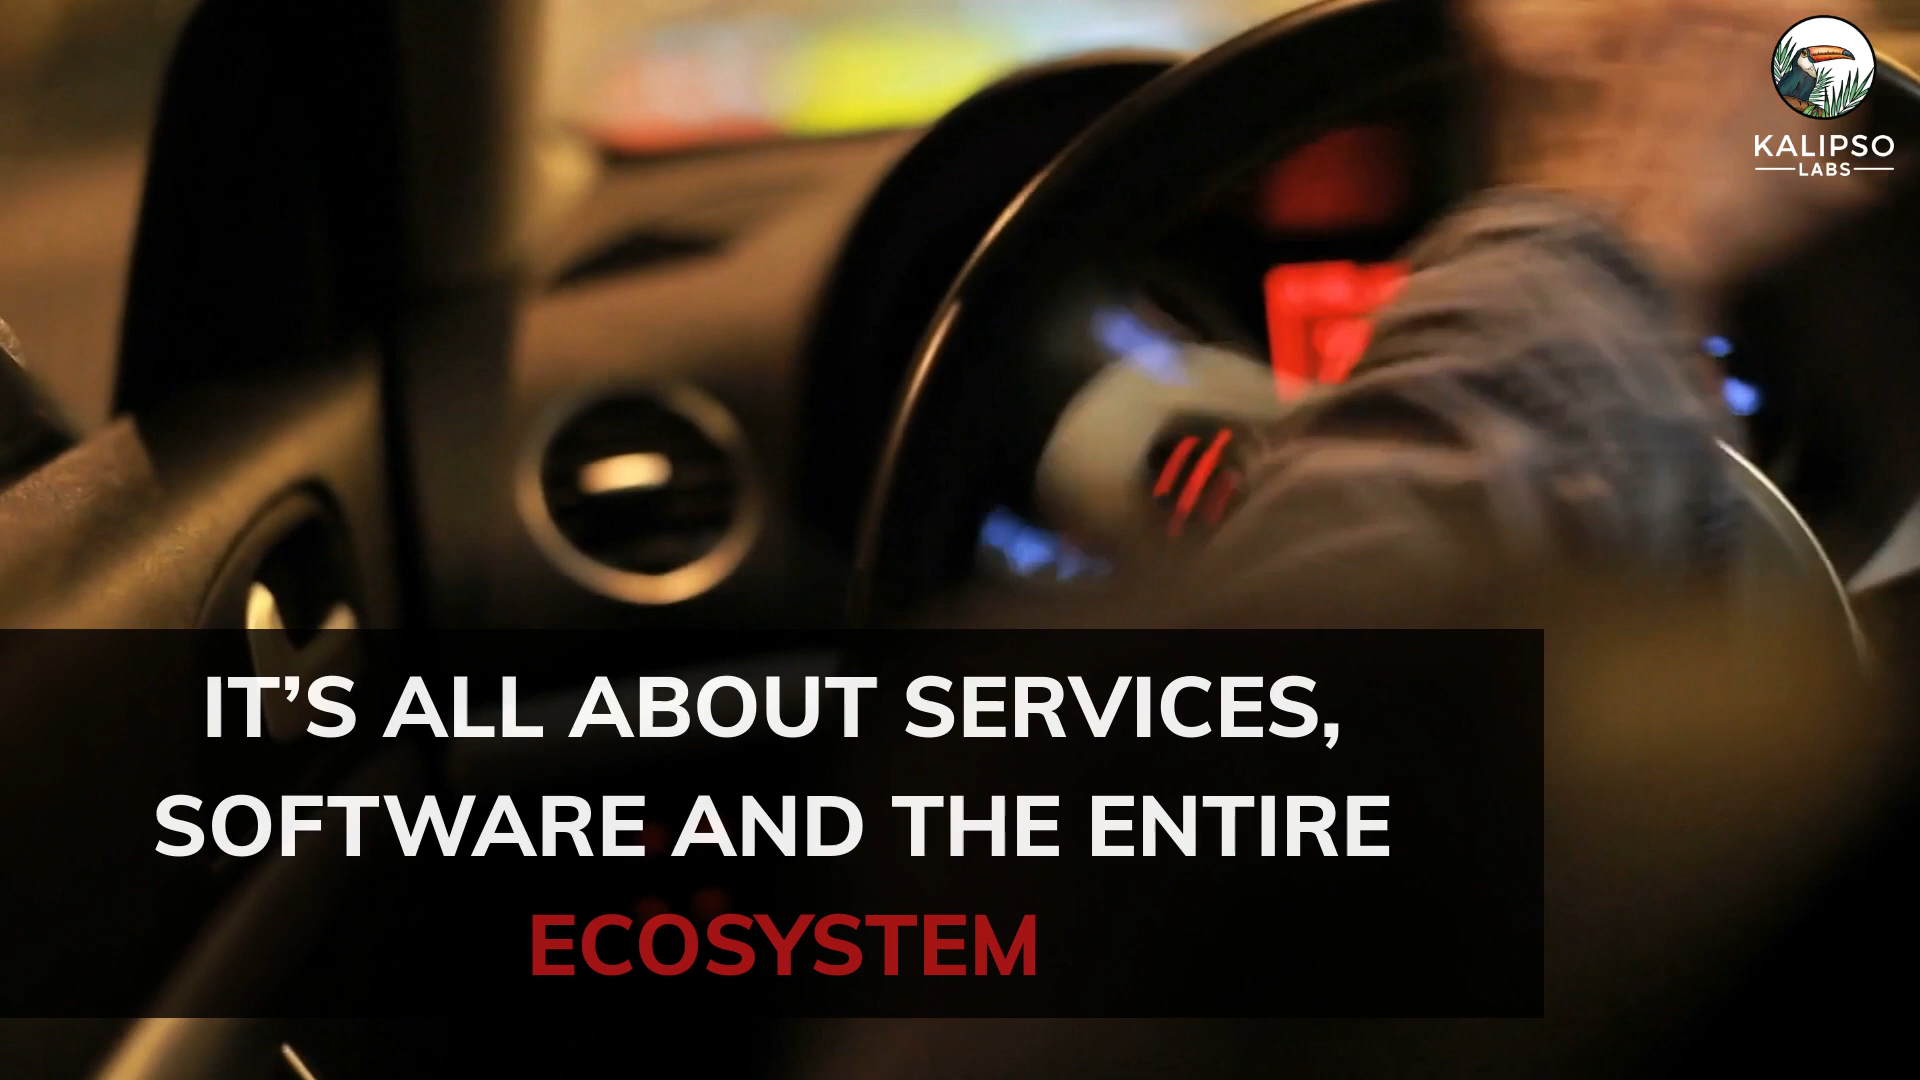 KALIPSO
LABS
IT’S ALL ABOUT SERVICES,
SOFTWARE AND THE ENTIRE
ECOSYSTEM